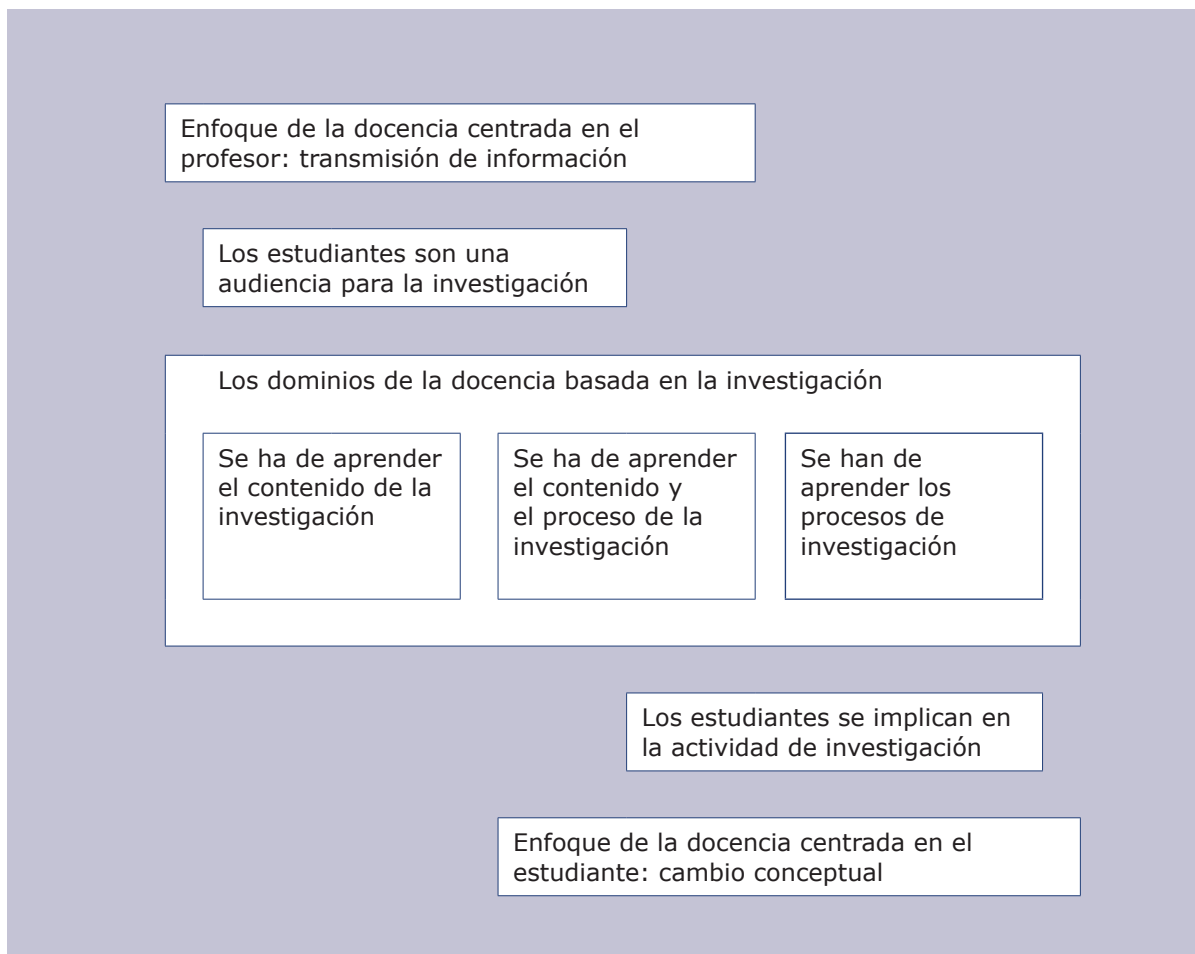 Enfoque de la docencia centrada en el
profesor: transmisión de información
Los estudiantes son una
audiencia para la investigación
Los dominios de la docencia basada en la investigación
Se ha de aprender
el contenido de la
investigación
Se ha de aprender
el contenido y
el proceso de la
investigación
Se han de
aprender los
procesos de
investigación
Los estudiantes se implican en
la actividad de investigación
Enfoque de la docencia centrada en el
estudiante: cambio conceptual